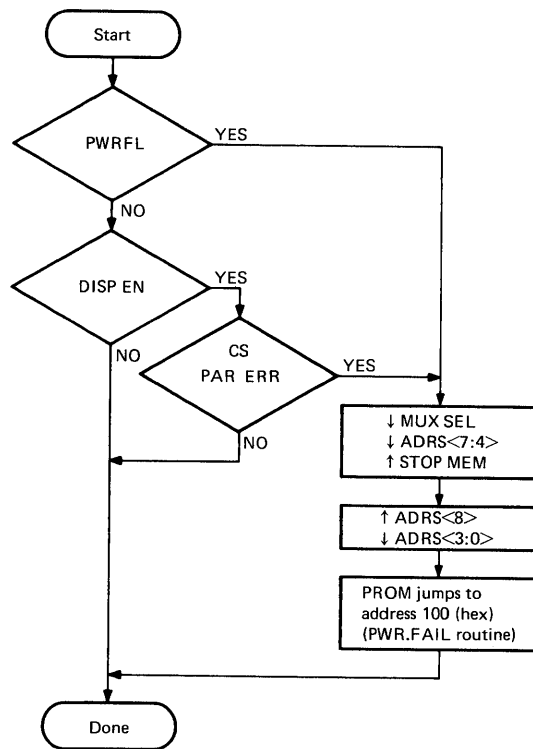 Start
PWRFL
YES
NO
DISP EN
YES
NO
CS
PAR ERR
YES
NO
↓ MUX SEL
↓ ADRS<7:4>
↑ STOP MEM
↑ ADRS<8>
↓ ADRS<3:0>
PROM jumps to
address 100 (hex)
(PWR.FAIL routine)
Done